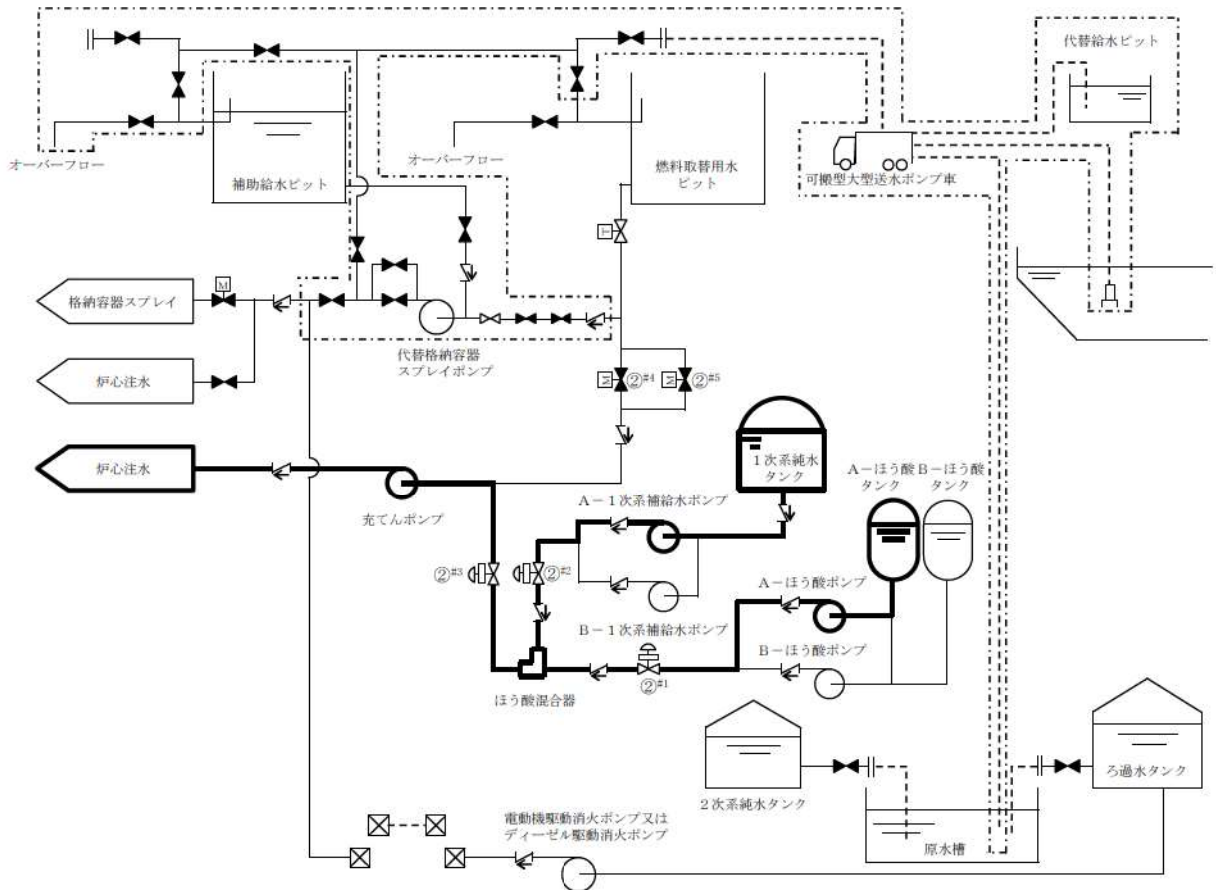 代替給水ピット
オーバーフロー
補助給水ピット
オーバーフロー
燃料取替用水
ピット
可搬型大型送水ポンプ車
T
M
格納容器スプレイ
代替格納容器
スプレイポンプ
炉心注水
M
②#4
M
②#5
炉心注水
充てんポンプ
1次系純水
タンク
A-ほう酸
タンク
B-ほう酸
タンク
A-1次系補給水ポンプ
②#3
②#2
A-ほう酸ポンプ
B-1次系補給水ポンプ
B-ほう酸ポンプ
②#1
ほう酸混合器
2次系純水タンク
ろ過水タンク
電動機駆動消火ポンプ又は
ディーゼル駆動消火ポンプ
原水槽